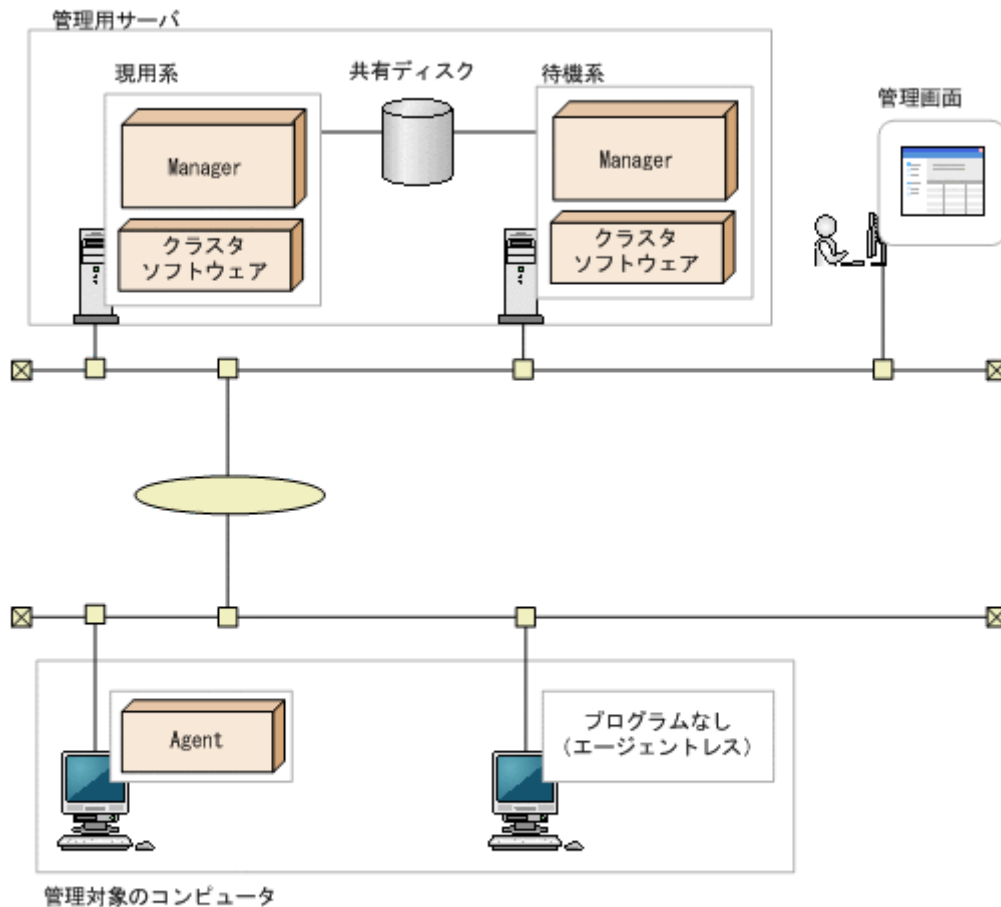 管理用サーバ
現用系
共有ディスク
待機系
管理画面
Manager
Manager
クラスタ
ソフトウェア
クラスタ
ソフトウェア
Agent
プログラムなし
(エージェントレス)
管理対象のコンピュータ